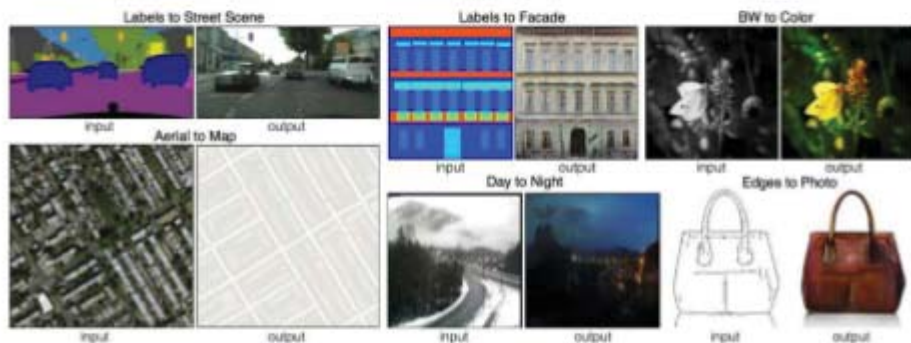 Labels to Street Scene
input
output
Aerial to Map
input
output
Labels to Facade
input
output
BW to Color
input
output
Day to Night
input
output
Edges to Photo
input
output